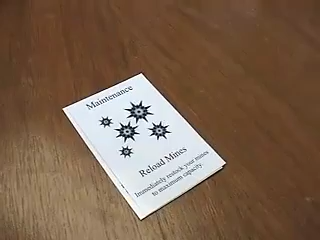 Maintenance
Reload Mines
Immediately restock your mines
to maximum capacity.